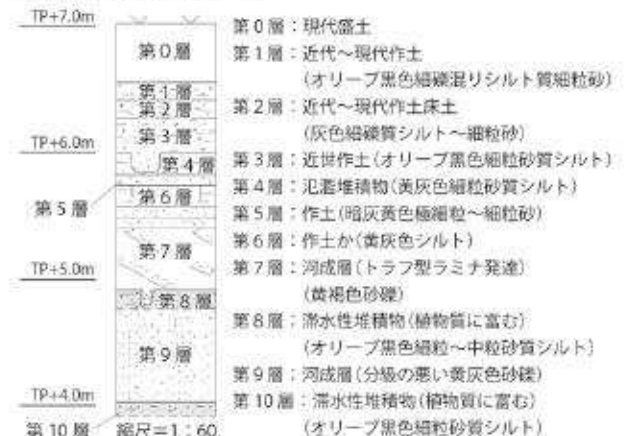 TP+7.0m
第0層
第1層
第2層
TP+6.0m
第3層
第4層
第5層
第6層
第7層
TP+5.0m
第8層
第9層
TP+4.0m
第10層
縮尺=1:60
第0層:現代盛土
第1層:近代~現代作土
(オリーブ黒色細礫混りシルト質細粒砂)
第2層:近代~現代作土床土
(灰色細礫質シルト~細粒砂)
第3層:近世作土(オリーブ黒色細粒砂質シルト)
第4層:氾濫堆積物(黄灰色細粒砂質シルト)
第5層:作土(暗灰黄色極細粒~細粒砂)
第6層:作土か(黄灰色シルト)
第7層:河成層(トラフ型ラミナ発達)
(黄褐色砂礫)
第8層:滞水性堆積物(植物質に富む)
(オリーブ黒色細粒~中粒砂質シルト)
第9層:河成層(分級の悪い黄灰色砂礫)
第10層:滞水性堆積物(植物質に富む)
(オリーブ黒色細粒砂質シルト)